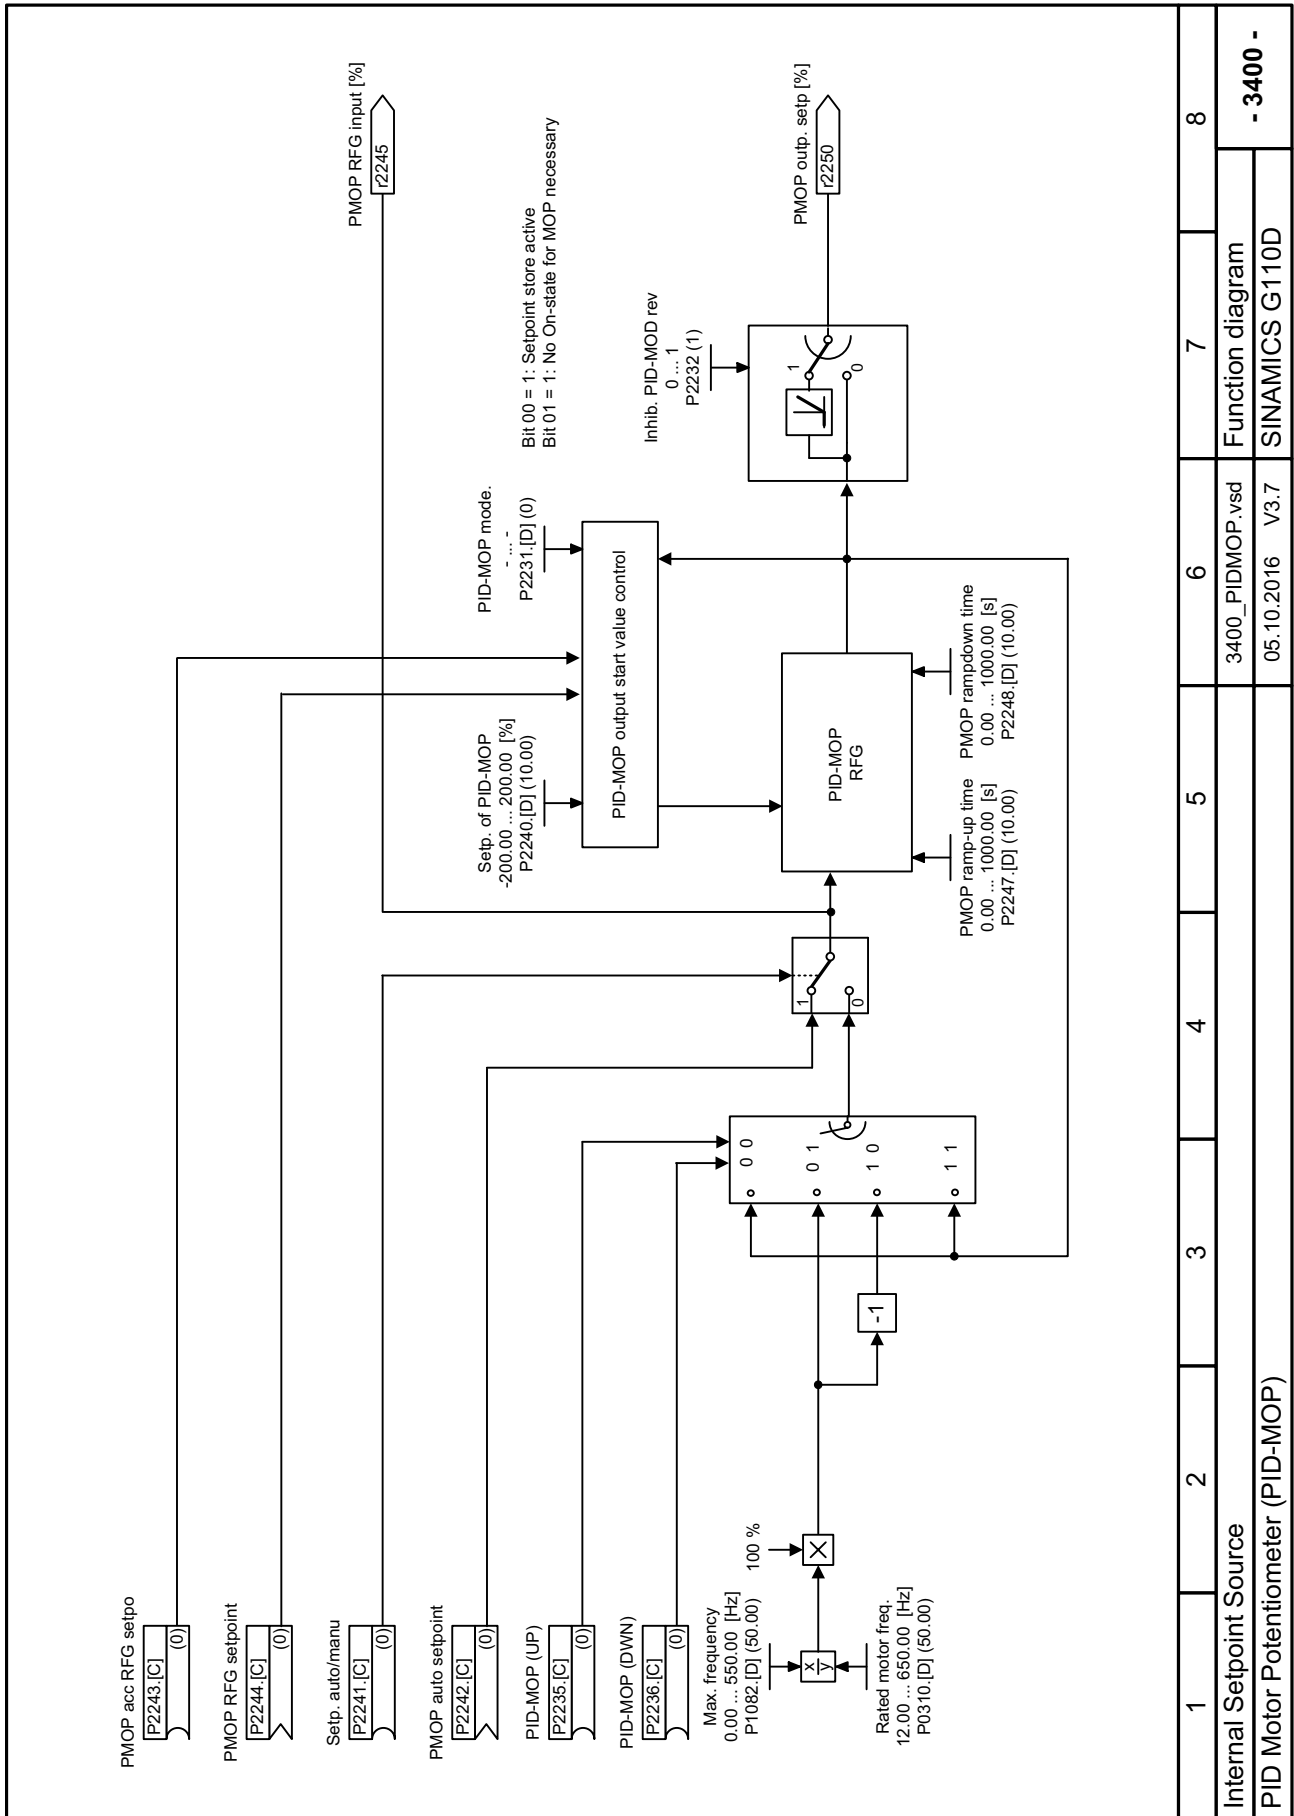 PMOP acc RFG setpo
P2243.[C]
(0)
PMOP RFG setpoint
P2244.[C]
(0)
Setp. auto/manu
P2241.[C]
(0)
PMOP auto setpoint
P2242.[C]
(0)
PID-MOP (UP)
P2235.[C]
(0)
PID-MOP (DWN)
P2236.[C]
(0)
Max. frequency
0.00 ... 550.00 [Hz]
P1082.[D] (50.00)
x
y
Rated motor freq.
12.00 ... 650.00 [Hz]
P0310.[D] (50.00)
100 %
-1
0 0
0 1
1 0
1 1
1
0
Setp. of PID-MOP
-200.00 ... 200.00 [%]
P2240.[D] (10.00)
PID-MOP mode.
- ... -
P2231.[D] (0)
Bit 00 = 1: Setpoint store active
Bit 01 = 1: No On-state for MOP necessary
PID-MOP output start value control
PID-MOP
RFG
PMOP ramp-up time
0.00 ... 1000.00 [s]
P2247.[D] (10.00)
PMOP rampdown time
0.00 ... 1000.00 [s]
P2248.[D] (10.00)
Inhib. PID-MOD rev
0 ... 1
P2232 (1)
1
0
PMOP RFG input [%]
r2245
PMOP outp. setp [%]
r2250
1 2 3 4 5 6 7 8
Internal Setpoint Source
3400_PIDMOP.vsd
Function diagram
- 3400 -
PID Motor Potentiometer (PID-MOP)
05.10.2016 V3.7
SINAMICS G110D